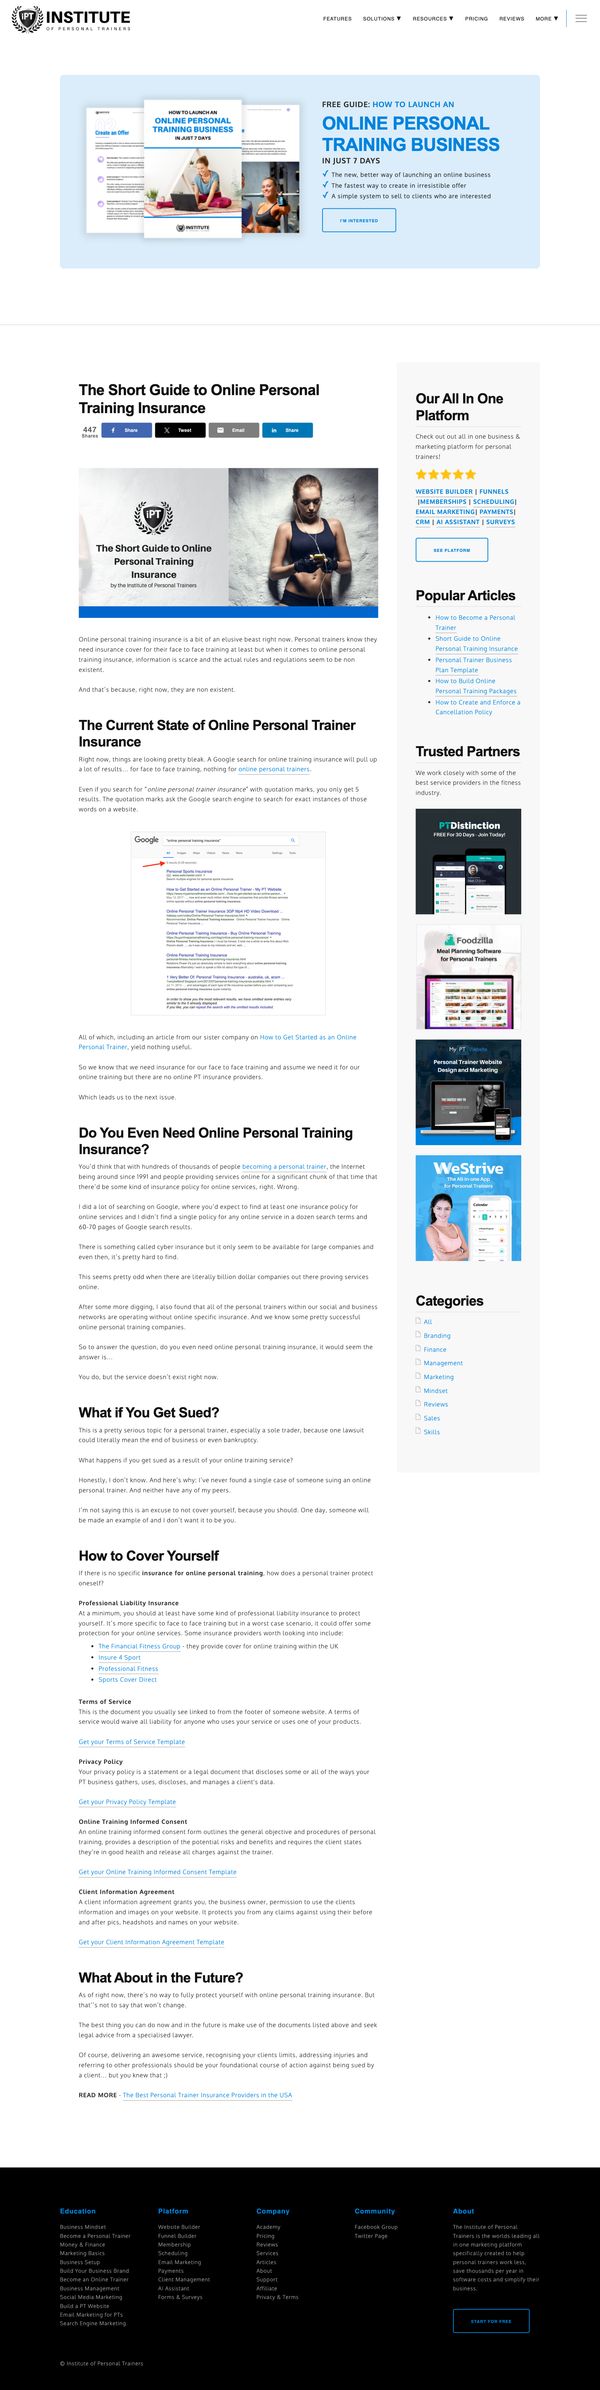 IPT INSTITUTE
OF PERSONAL TRAINERS
FEATURES SOLUTIONS ▼ RESOURCES ▼ PRICING REVIEWS MORE ▼
Create an Offer
HOW TO LAUNCH AN
ONLINE PERSONAL
TRAINING BUSINESS
IN JUST 7 DAYS
INSTITUTE
FREE GUIDE: HOW TO LAUNCH AN
ONLINE PERSONAL
TRAINING BUSINESS
IN JUST 7 DAYS
✓ The new, better way of launching an online business
✓ The fastest way to create in irresistible offer
✓ A simple system to sell to clients who are interested
I'M INTERESTED
The Short Guide to Online Personal
Training Insurance
447
Shares
Share
Tweet
Email
Share
IPT
The Short Guide to Online
Personal Training
Insurance
by the Institute of Personal Trainers
Online personal training insurance is a bit of an elusive beast right now. Personal trainers know they
need insurance cover for their face to face training at least but when it comes to online personal
training insurance, information is scarce and the actual rules and regulations seem to be non
existent.
And that's because, right now, they are non existent.
The Current State of Online Personal Trainer
Insurance
Right now, things are looking pretty bleak. A Google search for online training insurance will pull up
a lot of results... for face to face training, nothing for online personal trainers.
Even if you search for "online personal trainer insurance" with quotation marks, you only get 5
results. The quotation marks ask the Google search engine to search for exact instances of those
words on a website.
Google
"online personal training insurance"
Personal Sports Insurance
How to Get Started as an Online Personal Trainer - My PT Website
Online Personal Trainer Insurance 3GP Mp4 HD Video Download ...
Online Personal Training Insurance - Buy Online Personal Training
Online Personal Training Insurance
All of which, including an article from our sister company on How to Get Started as an Online
Personal Trainer, yield nothing useful.
So we know that we need insurance for our face to face training and assume we need it for our
online training but there are no online PT insurance providers.
Which leads us to the next issue.
Do You Even Need Online Personal Training
Insurance?
You'd think that with hundreds of thousands of people becoming a personal trainer, the Internet
being around since 1991 and people providing services online for a significant chunk of that time that
there'd be some kind of insurance policy for online services, right. Wrong.
I did a lot of searching on Google, where you'd expect to find at least one insurance policy for
online services and I didn't find a single policy for any online service in a dozen search terms and
60-70 pages of Google search results.
There is something called cyber insurance but it only seem to be available for large companies and
even then, it's pretty hard to find.
This seems pretty odd when there are literally billion dollar companies out there proving services
online.
After some more digging, I also found that all of the personal trainers within our social and business
networks are operating without online specific insurance. And we know some pretty successful
online personal training companies.
So to answer the question, do you even need online personal training insurance, it would seem the
answer is...
You do, but the service doesn't exist right now.
What if You Get Sued?
This is a pretty serious topic for a personal trainer, especially a sole trader, because one lawsuit
could literally mean the end of business or even bankruptcy.
What happens if you get sued as a result of your online training service?
Honestly, I don't know. And here's why; I've never found a single case of someone suing an online
personal trainer. And neither have any of my peers.
I'm not saying this is an excuse to not cover yourself, because you should. One day, someone will
be made an example of and I don't want it to be you.
How to Cover Yourself
If there is no specific insurance for online personal training, how does a personal trainer protect
oneself?
Professional Liability Insurance
At a minimum, you should at least have some kind of professional liability insurance to protect
yourself. It's more specific to face to face training but in a worst case scenario, it could offer some
protection for your online services. Some insurance providers worth looking into include:
• The Financial Fitness Group - they provide cover for online training within the UK
• Insure 4 Sport
• Professional Fitness
• Sports Cover Direct
Terms of Service
This is the document you usually see linked to from the footer of someone website. A terms of
service would waive all liability for anyone who uses your service or uses one of your products.
Get your Terms of Service Template
Privacy Policy
Your privacy policy is a statement or a legal document that discloses some or all of the ways your
PT business gathers, uses, discloses, and manages a client's data.
Get your Privacy Policy Template
Online Training Informed Consent
An online training informed consent form outlines the general objective and procedures of personal
training, provides a description of the potential risks and benefits and requires the client states
they're in good health and release all charges against the trainer.
Get your Online Training Informed Consent Template
Client Information Agreement
A client information agreement grants you, the business owner, permission to use the clients
information and images on your website. It protects you from any claims against using their before
and after pics, headshots and names on your website.
Get your Client Information Agreement Template
What About in the Future?
As of right now, there's no way to fully protect yourself with online personal training insurance. But
that''s not to say that won't change.
The best thing you can do now and in the future is make use of the documents listed above and seek
legal advice from a specialised lawyer.
Of course, delivering an awesome service, recognising your clients limits, addressing injuries and
referring to other professionals should be your foundational course of action against being sued by
a client... but you knew that ;)
READ MORE - The Best Personal Trainer Insurance Providers in the USA
Our All In One
Platform
Check out out all in one business &
marketing platform for personal
trainers!
WEBSITE BUILDER | FUNNELS
|MEMBERSHIPS | SCHEDULING|
EMAIL MARKETING| PAYMENTS|
CRM | AI ASSISTANT | SURVEYS
SEE PLATFORM
Popular Articles
• How to Become a Personal
Trainer
• Short Guide to Online
Personal Training Insurance
• Personal Trainer Business
Plan Template
• How to Build Online
Personal Training Packages
• How to Create and Enforce a
Cancellation Policy
Trusted Partners
We work closely with some of the
best service providers in the fitness
industry.
PTDistinction
FREE For 30 Days - Join Today!
Foodzilla
Meal Planning Software
for Personal Trainers
My PT Website
Personal Trainer Website
Design and Marketing
WeStrive
The All in One App
for Personal Trainers
Calendar
Categories
All
Branding
Finance
Management
Marketing
Mindset
Reviews
Sales
Skills
Education
Business Mindset
Become a Personal Trainer
Money & Finance
Marketing Basics
Business Setup
Build Your Business Brand
Become an Online Trainer
Business Management
Social Media Marketing
Build a PT Website
Email Marketing for PTs
Search Engine Marketing
Platform
Website Builder
Funnel Builder
Membership
Scheduling
Email Marketing
Payments
Client Management
AI Assistant
Forms & Surveys
Company
Academy
Pricing
Reviews
Services
Articles
About
Support
Affiliate
Privacy & Terms
Community
Facebook Group
Twitter Page
About
The Institute of Personal
Trainers is the worlds leading all
in one marketing platform
specifically created to help
personal trainers work less,
save thousands per year in
software costs and simplify their
business.
START FOR FREE
© Institute of Personal Trainers